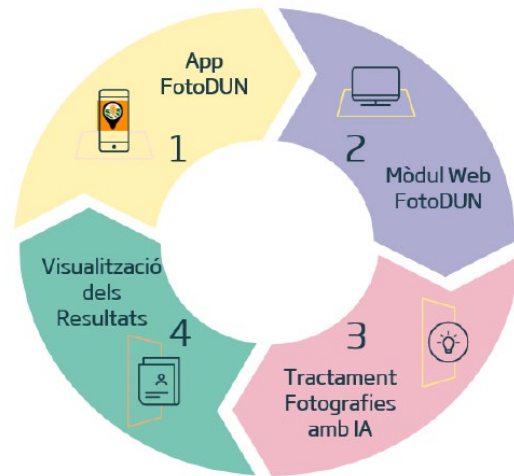 App
FotoDUN
1
2
Mòdul Web
FotoDUN
3
Tractament
Fotografies
amb IA
Visualització
dels
Resultats
4